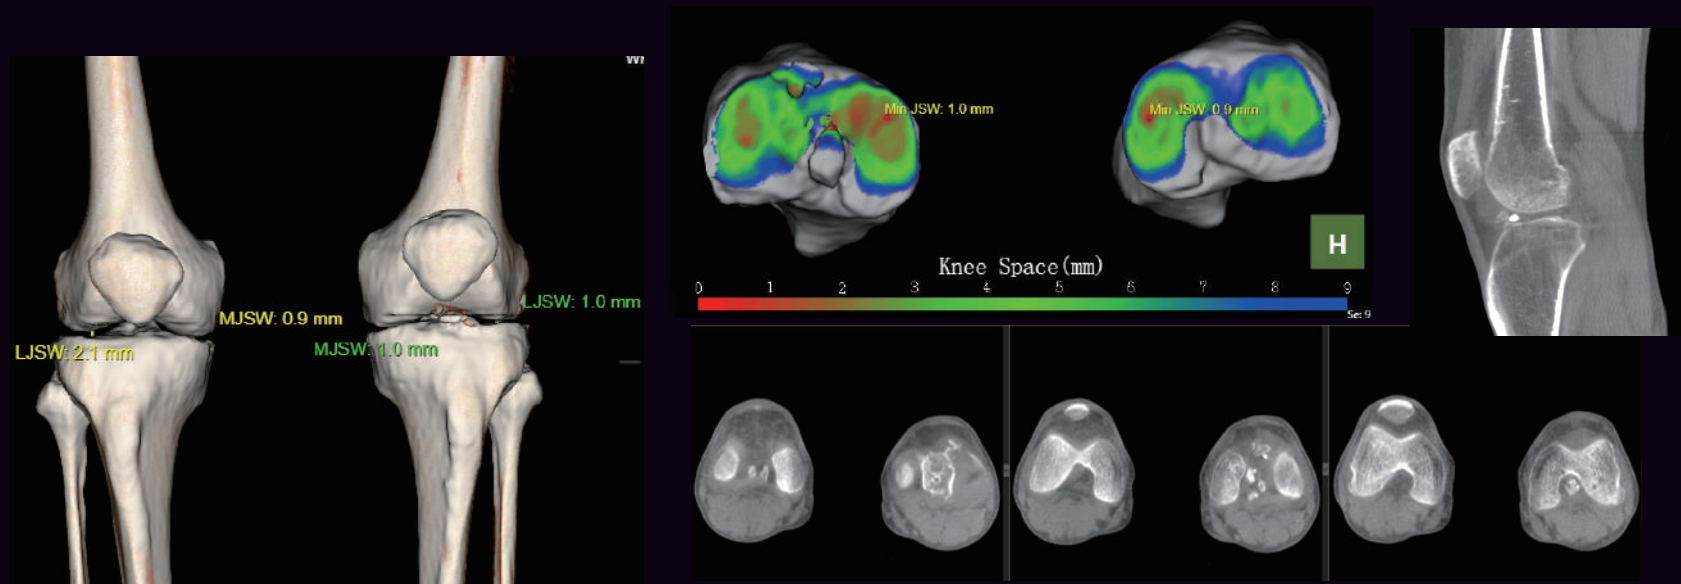 MJSW: 0.9 mm
LJSW: 2.1 mm
LJSW: 1.0 mm
MJSW: 1.0 mm
Min JSW: 1.0 mm
Min JSW: 0.9 mm
H
Knee Space(mm)
0 1 2 3 4 5 6 7 8 9
Se: 9